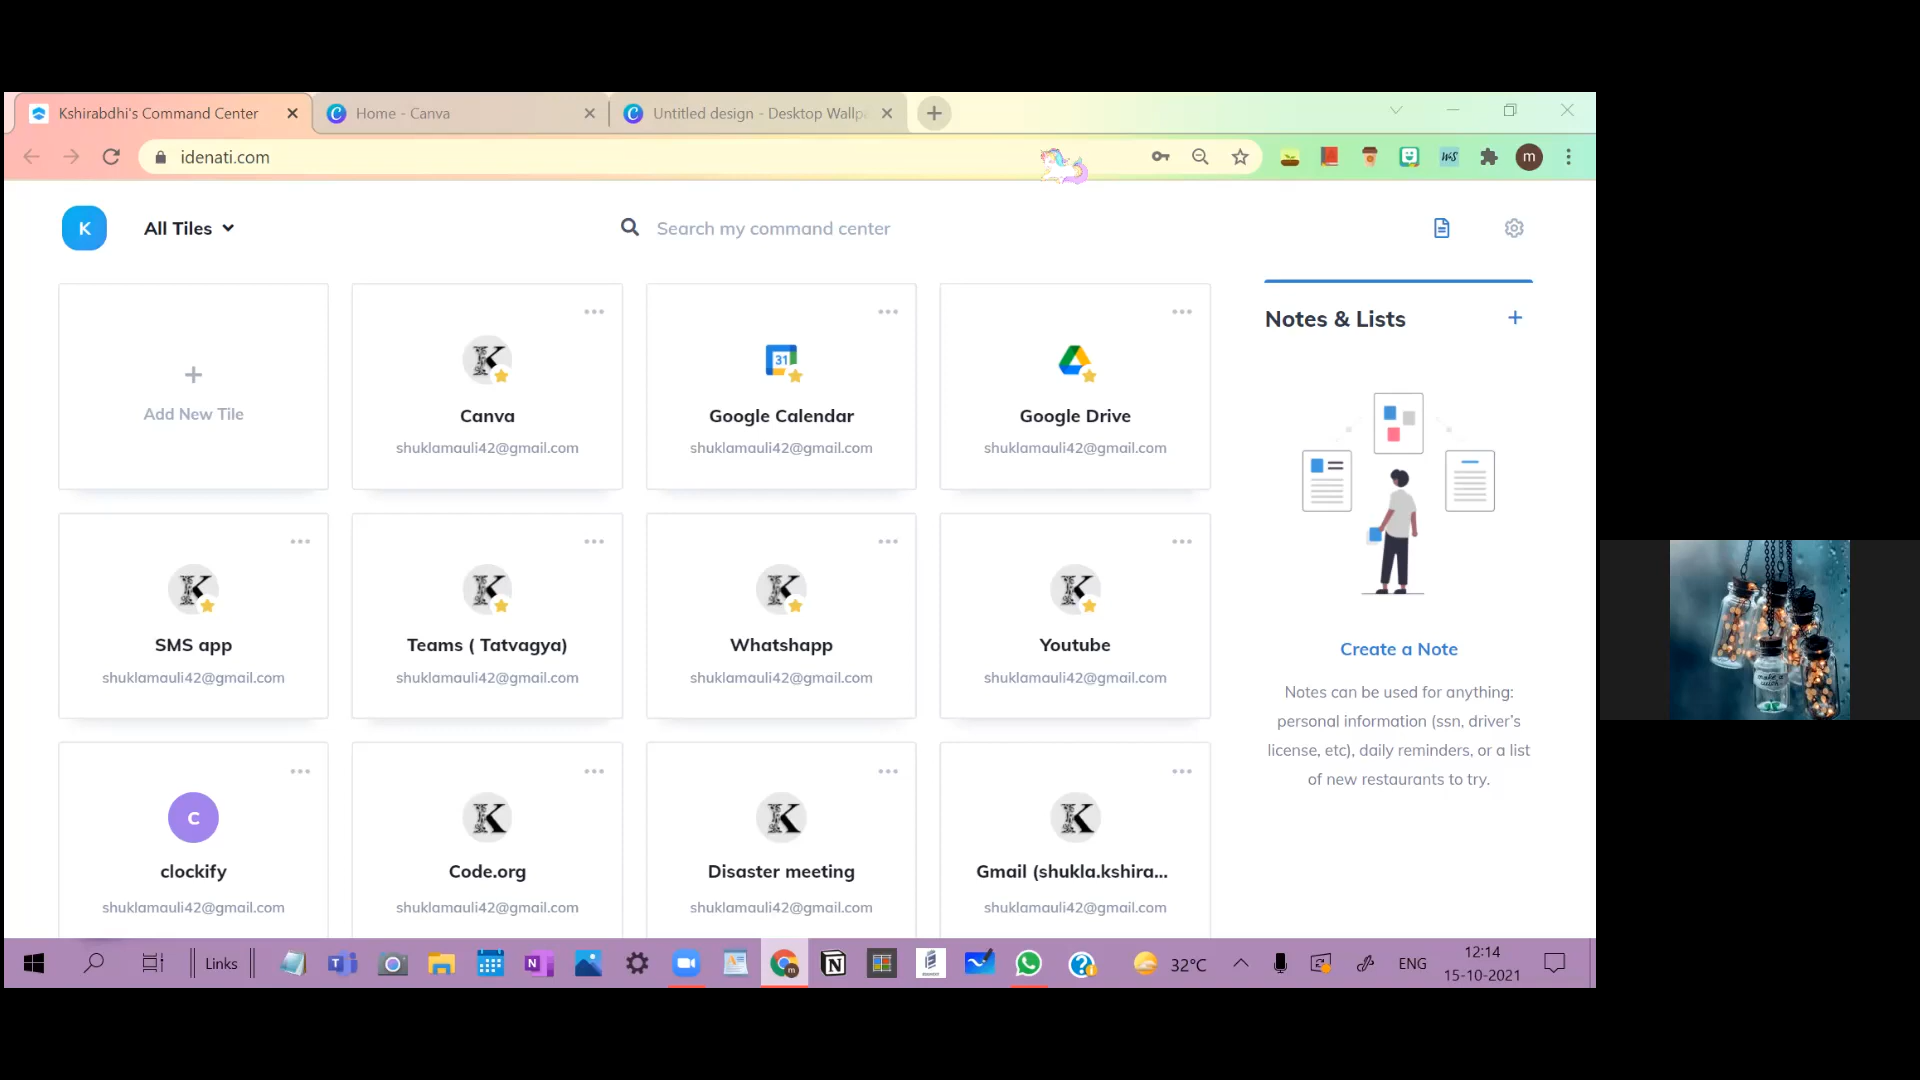 Kshirabdhi's Command Center
Home - Canva
Untitled design - Desktop Wallp
idenati.com
WS
m
K
All Tiles
Search my command center
Add New Tile
31
Canva
Google Calendar
Google Drive
shuklamauli42@gmail.com
shuklamauli42@gmail.com
shuklamauli42@gmail.com
Notes & Lists
K
K
K
K
K
SMS app
Teams ( Tatvagya)
Whatshapp
Youtube
shuklamauli42@gmail.com
shuklamauli42@gmail.com
shuklamauli42@gmail.com
shuklamauli42@gmail.com
Create a Note
Notes can be used for anything:
personal information (ssn, driver's
license, etc), daily reminders, or a list
of new restaurants to try.
C
K
K
K
clockify
Code.org
Disaster meeting
Gmail (shukla.kshira...
shuklamauli42@gmail.com
shuklamauli42@gmail.com
shuklamauli42@gmail.com
shuklamauli42@gmail.com
Links
32°C
ENG
12:14
15-10-2021
make a
wish